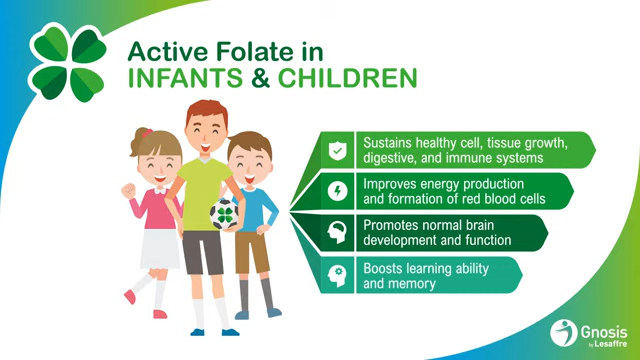 Active Folate in
INFANTS & CHILDREN
Sustains healthy cell, tissue growth,
digestive, and immune systems
Improves energy production
and formation of red blood cells
Promotes normal brain
development and function
Boosts learning ability
and memory
Gnosis
by Lesaffre